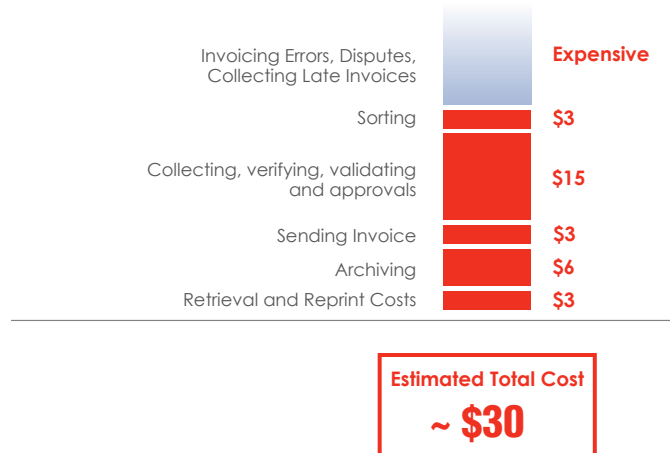 Invoicing Errors, Disputes,
Collecting Late Invoices
Expensive
Sorting
$3
Collecting, verifying, validating
and approvals
$15
Sending Invoice
$3
Archiving
$6
Retrieval and Reprint Costs
$3
Estimated Total Cost
~ $30